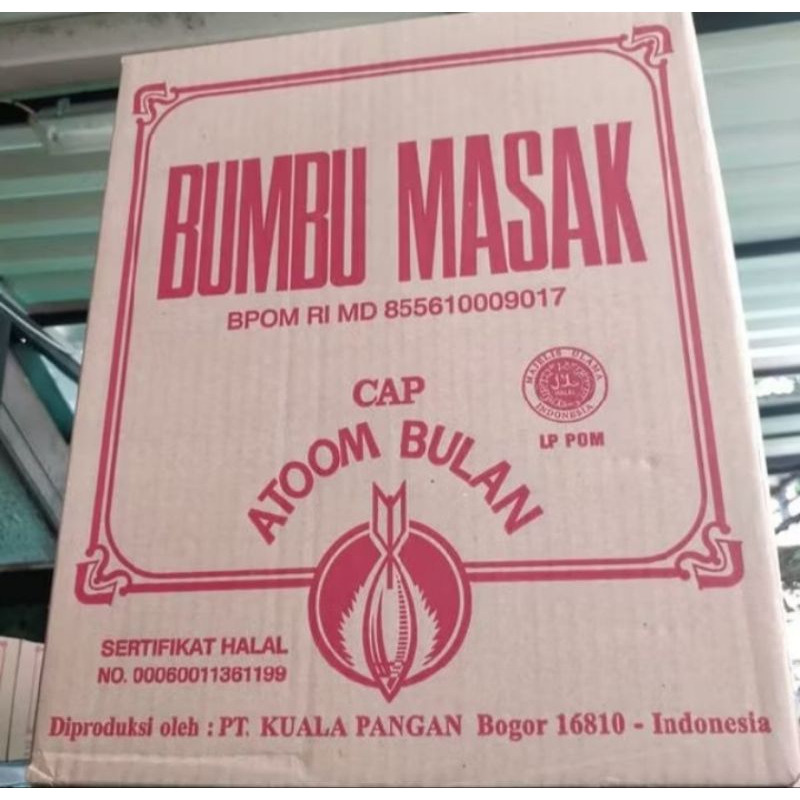 BUMBU MASAK
BPOM RI MD 855610009017
CAP
ATOOM BULAN
MAJELIS ULAMA
HALAL
INDONESIA
LP POM
SERTIFIKAT HALAL
NO. 00060011361199
Diproduksi oleh : PT. KUALA PANGAN Bogor 16810 - Indonesia